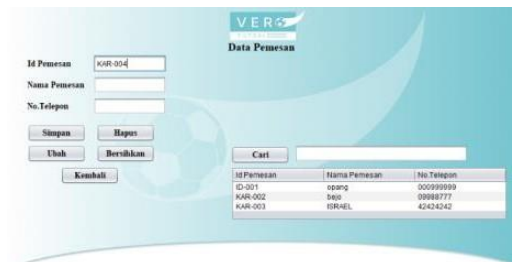 VERO
Data Pemesan
Id Pemesan KAR-004
Nama Pemesan
No.Telepon
Simpan Hapus
Ubah Bersihkan
Kembali
Cari
Id Pemesan Nama Pemesan No.Telepon
ID-001 opang 000999999
KAR-002 bejo 09988777
KAR-003 ISRAEL 42424242